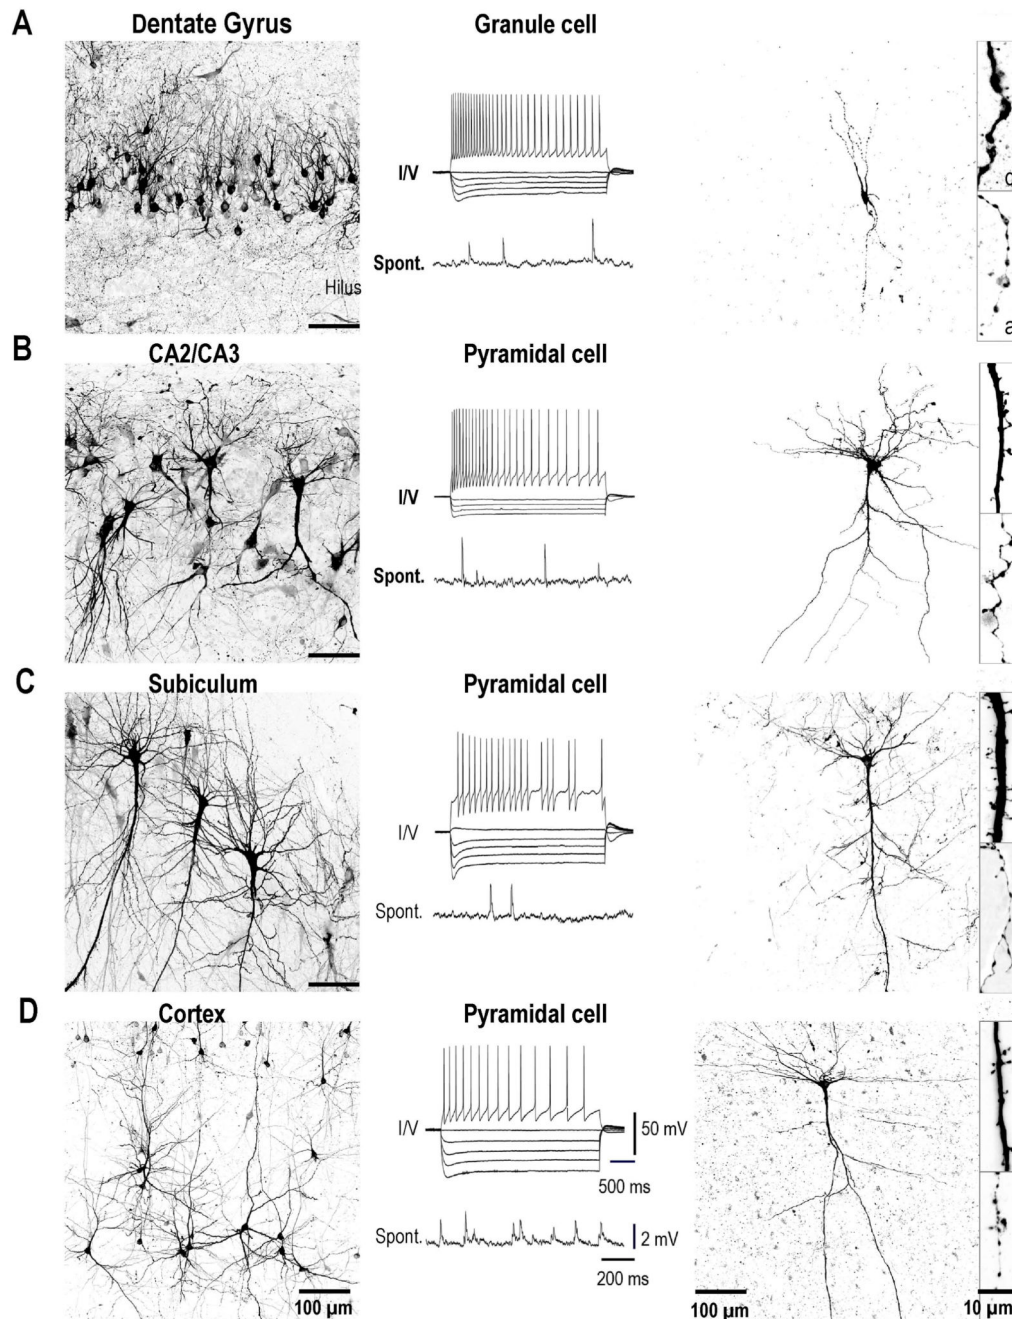 A
Dentate Gyrus
Granule cell
I/V
Spont.
Hilus
d
a
B
CA2/CA3
Pyramidal cell
I/V
Spont.
C
Subiculum
Pyramidal cell
I/V
Spont.
D
Cortex
Pyramidal cell
I/V
50 mV
500 ms
Spont.
2 mV
200 ms
100 µm
100 µm
10 µm